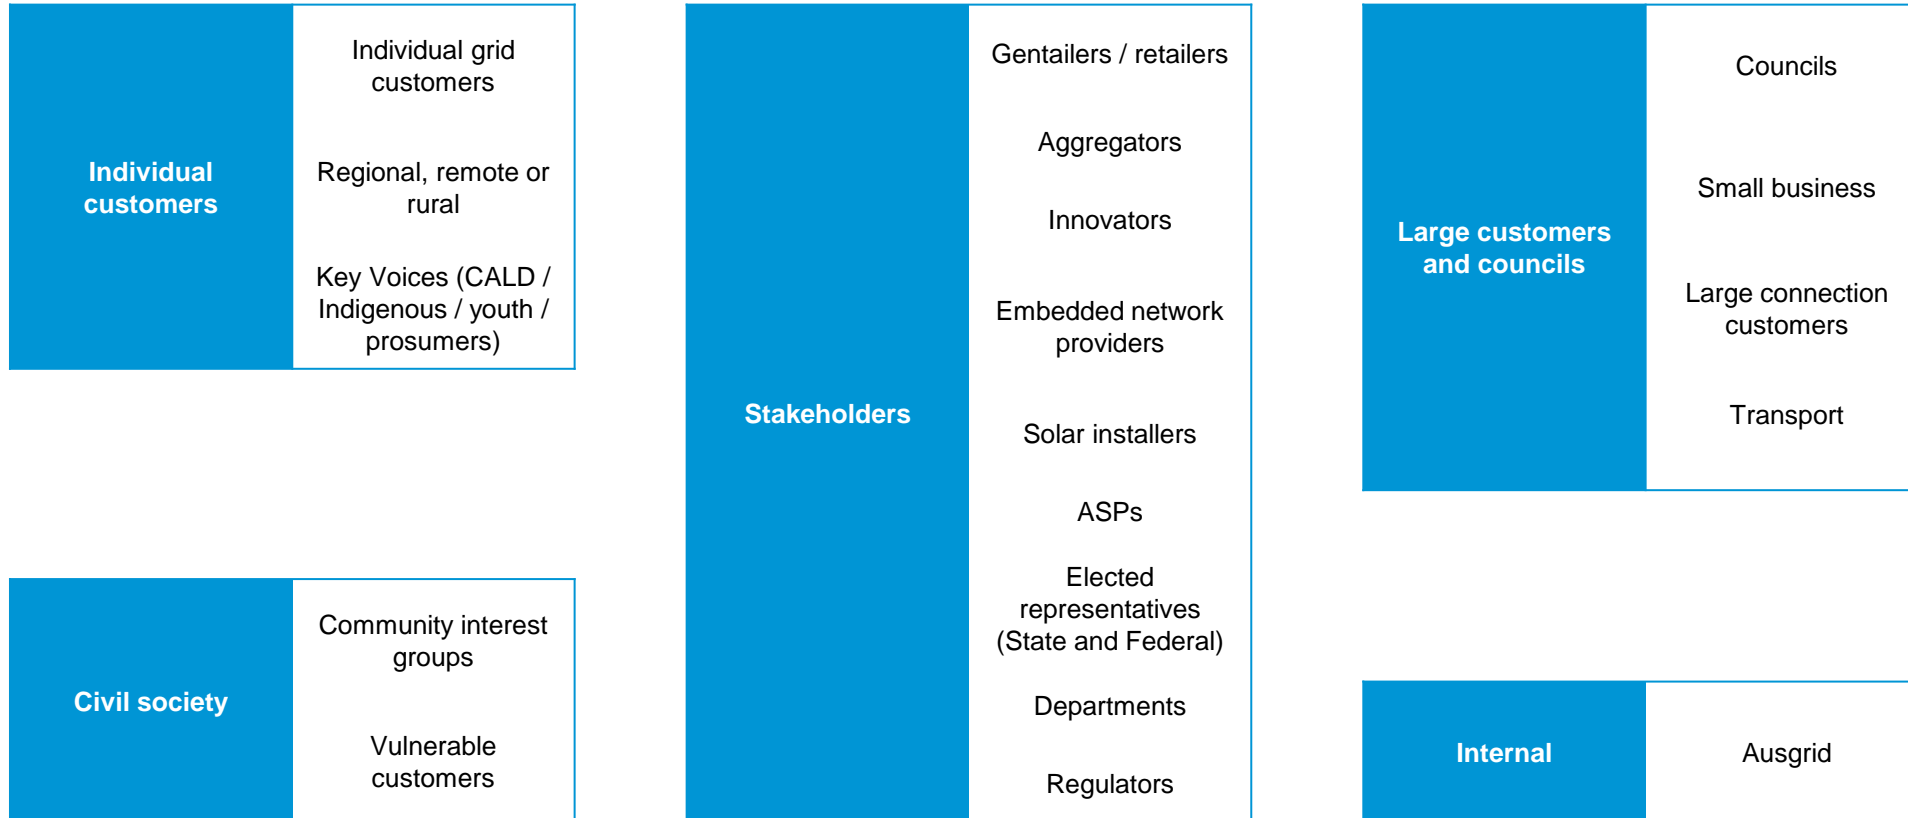 Individual
customers
Individual grid
customers
Regional, remote or
rural
Key Voices (CALD /
Indigenous / youth /
prosumers)
Civil society
Community interest
groups
Vulnerable
customers
Stakeholders
Gentailers / retailers
Aggregators
Innovators
Embedded network
providers
Solar installers
ASPs
Elected
representatives
(State and Federal)
Departments
Regulators
Large customers
and councils
Councils
Small business
Large connection
customers
Transport
Internal
Ausgrid